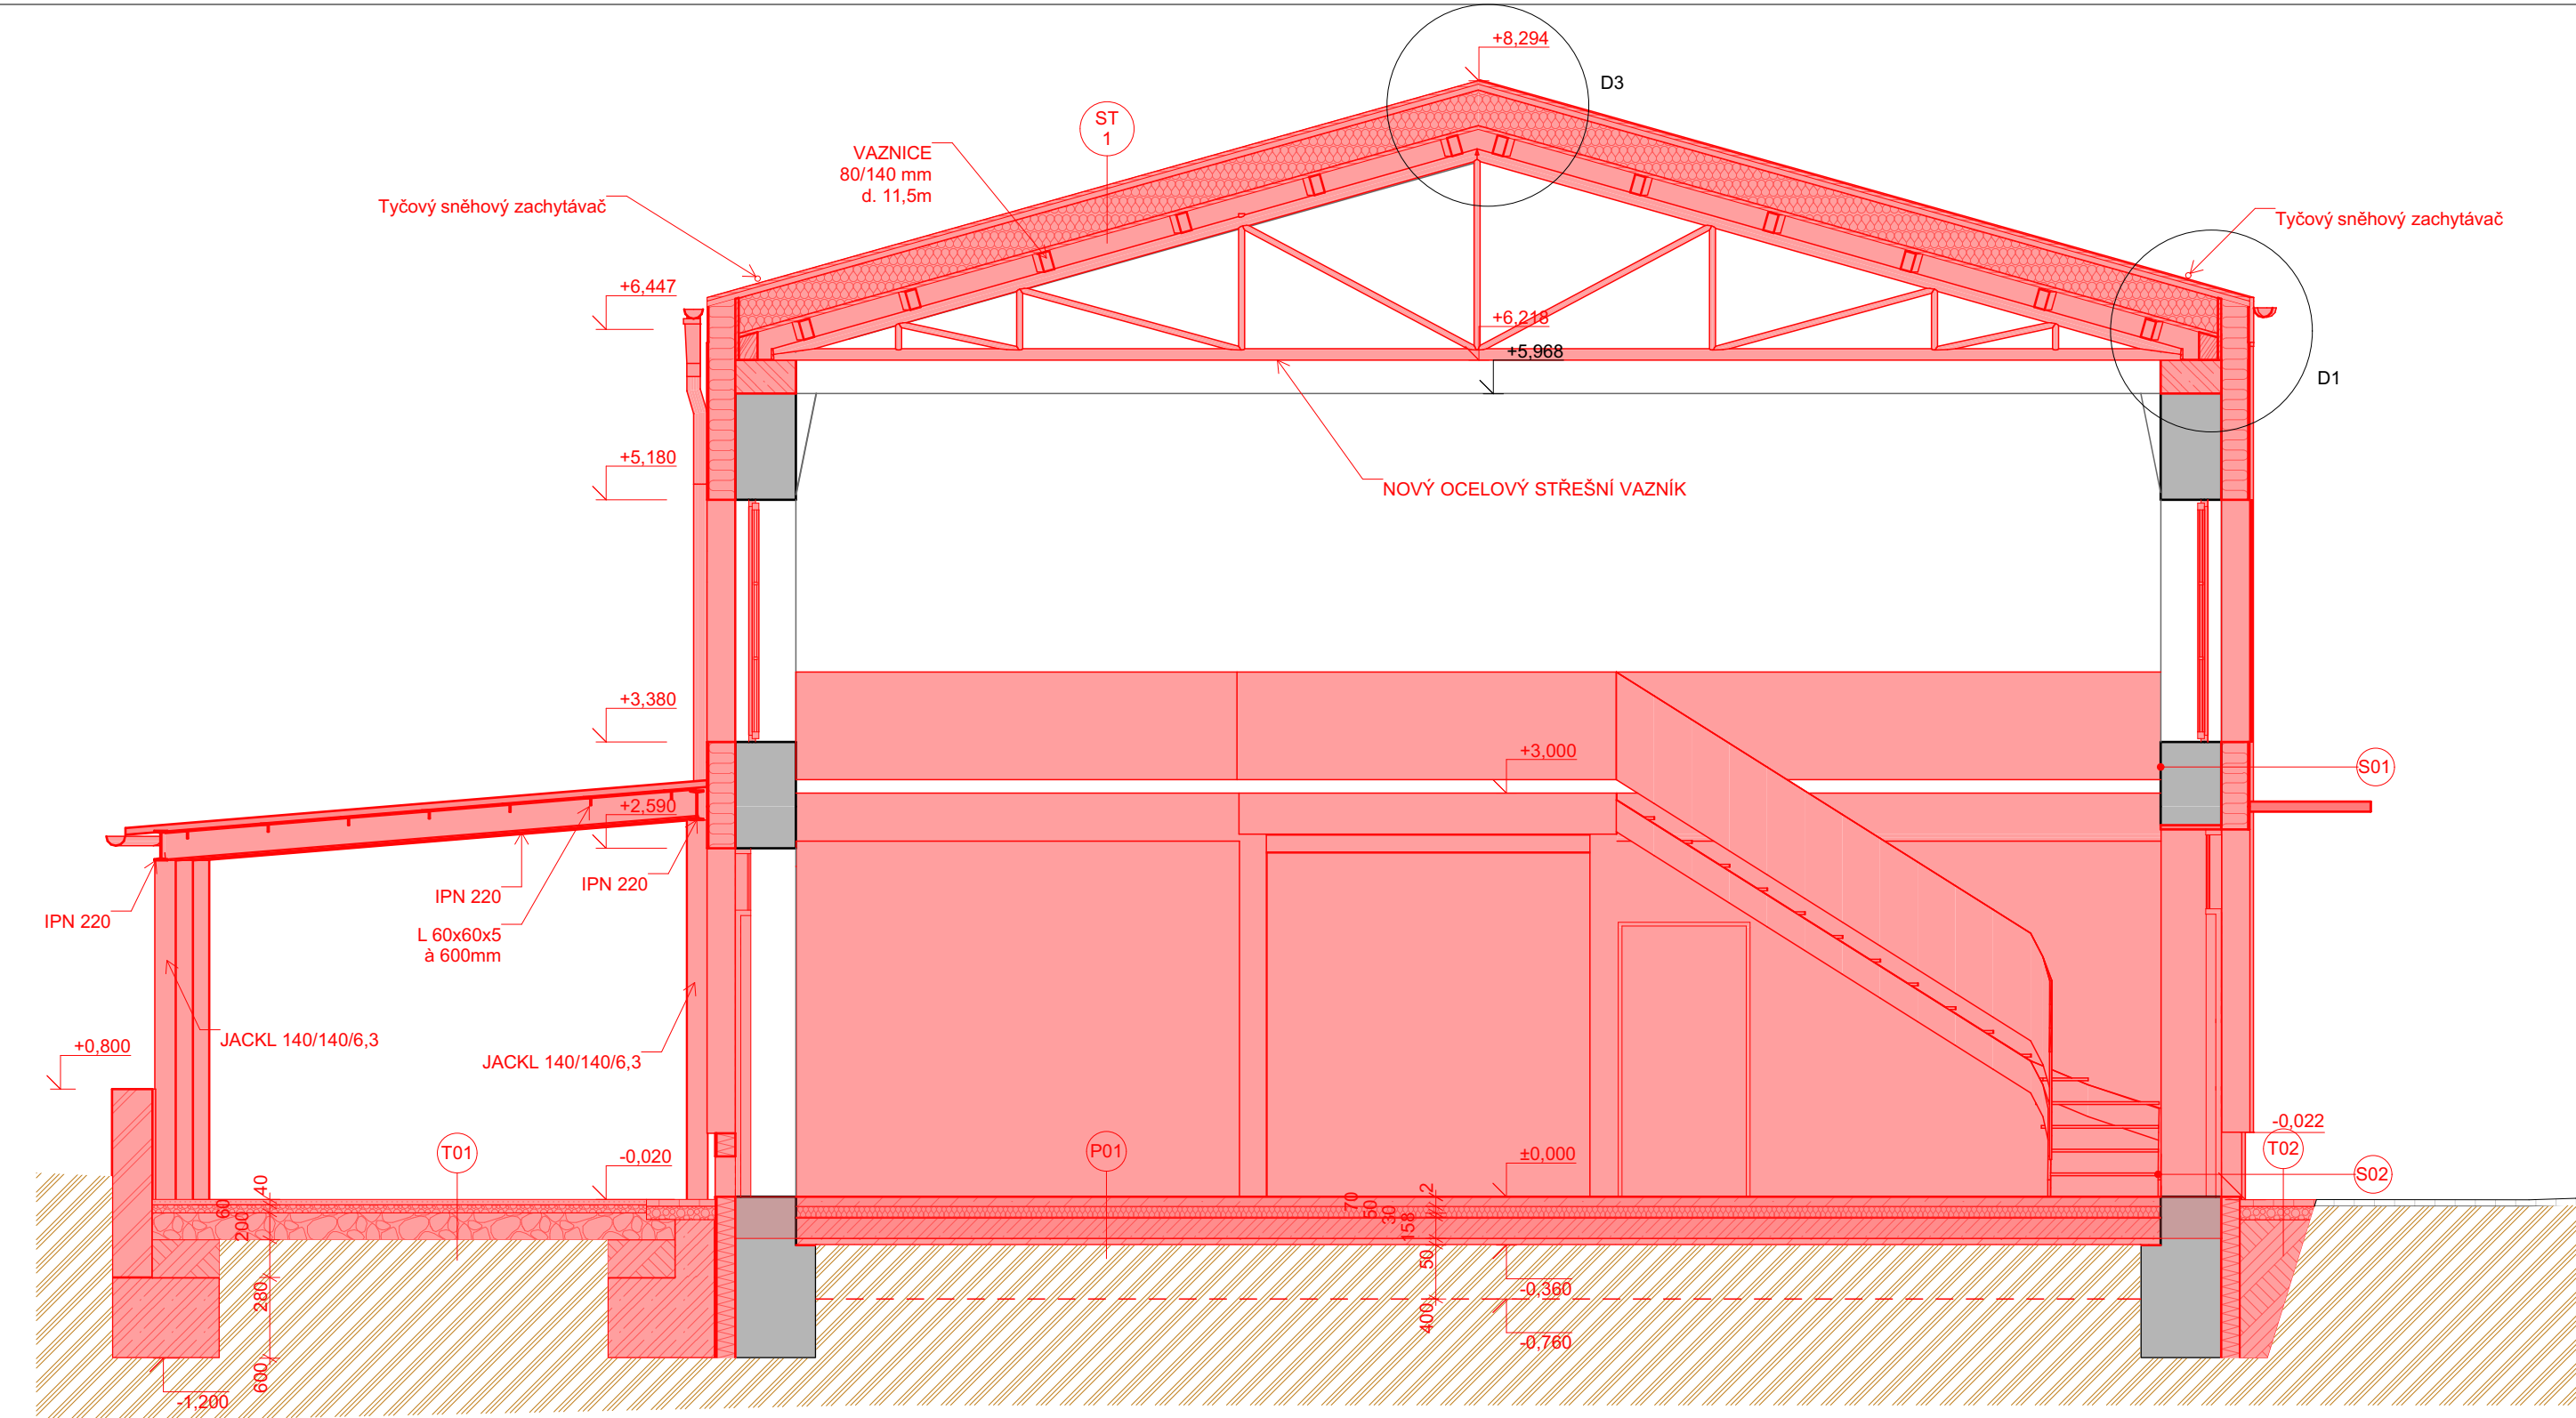 +8,294
D3
ST
1
VAZNICE
80/140 mm
d. 11,5m
Tyčový sněhový zachytávač
Tyčový sněhový zachytávač
+6,447
+6,218
+5,968
D1
+5,180
NOVÝ OCELOVÝ STŘEŠNÍ VAZNÍK
+3,380
+3,000
S01
+2,590
IPN 220
IPN 220
IPN 220
L 60x60x5
à 600mm
JACKL 140/140/6,3
JACKL 140/140/6,3
+0,800
-0,022
T01
-0,020
P01
±0,000
T02
S02
40
60
200
280
600
2
70
50
30
158
50
400
-0,360
-0,760
-1,200